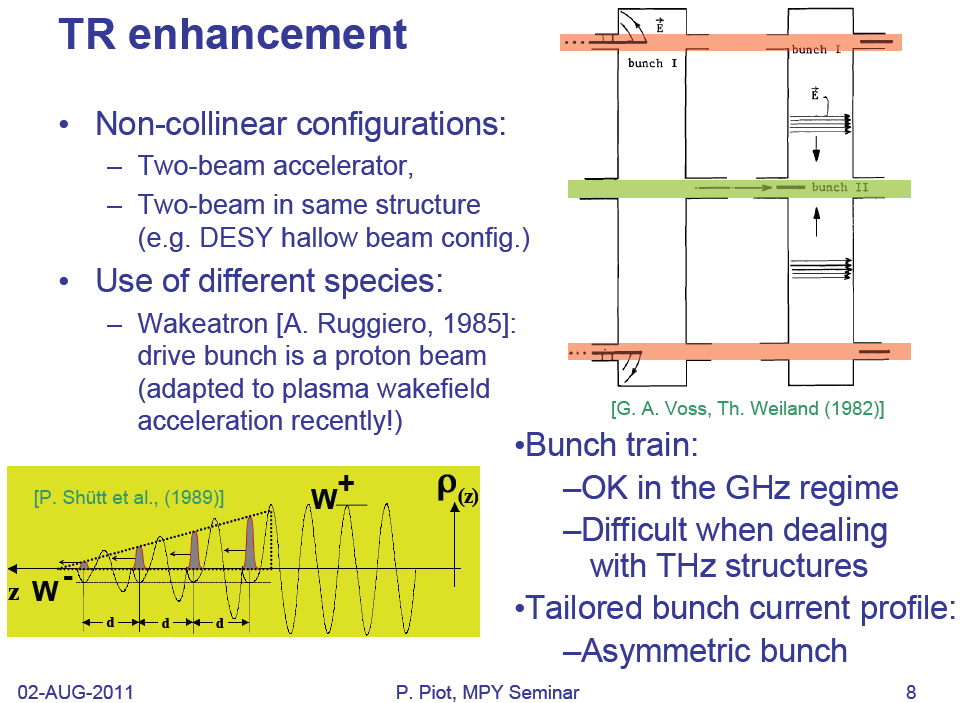 TR enhancement
• Non-collinear configurations:
– Two-beam accelerator,
– Two-beam in same structure
(e.g. DESY hallow beam config.)
• Use of different species:
– Wakeatron [A. Ruggiero, 1985]:
drive bunch is a proton beam
(adapted to plasma wakefield
acceleration recently!)
E
bunch I
bunch I
E
bunch II
[G. A. Voss, Th. Weiland (1982)]
•Bunch train:
–OK in the GHz regime
–Difficult when dealing
with THz structures
•Tailored bunch current profile:
–Asymmetric bunch
[P. Shütt et al., (1989)]
w+
ρ(z)
z w-
d d d
02-AUG-2011 P. Piot, MPY Seminar 8